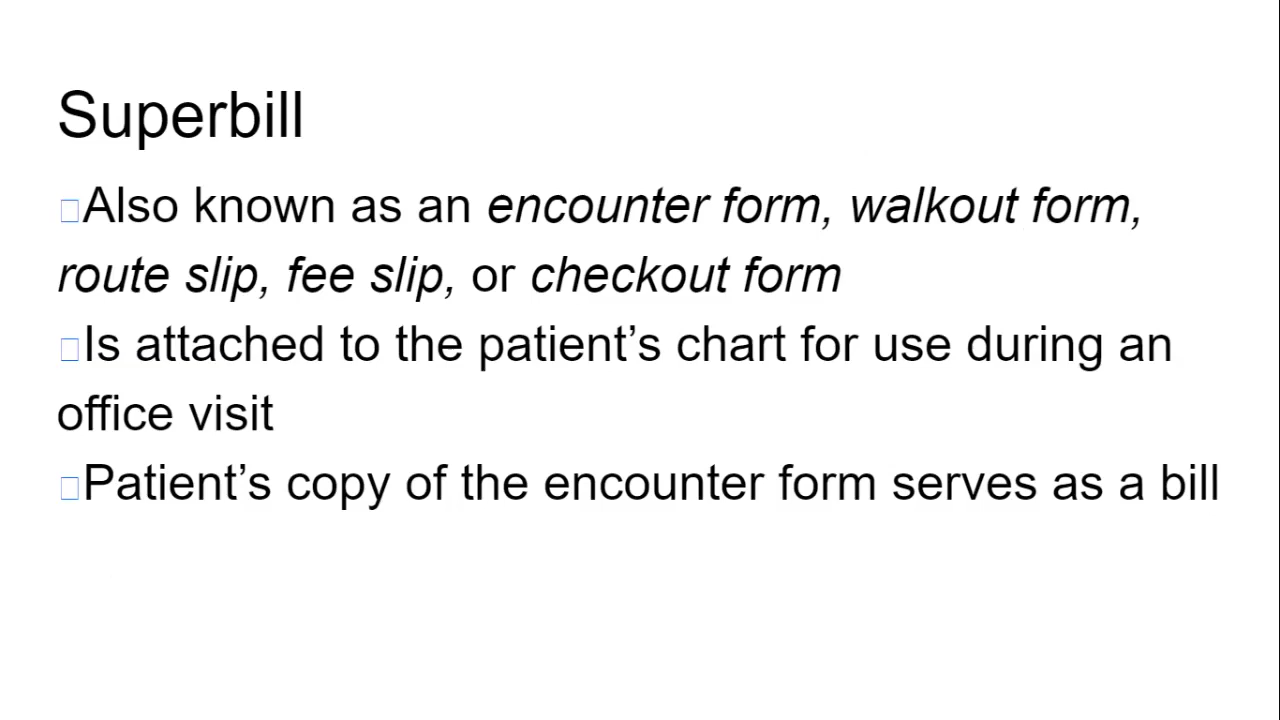 Superbill
Also known as an encounter form, walkout form,
route slip, fee slip, or checkout form
Is attached to the patient’s chart for use during an
office visit
Patient’s copy of the encounter form serves as a bill